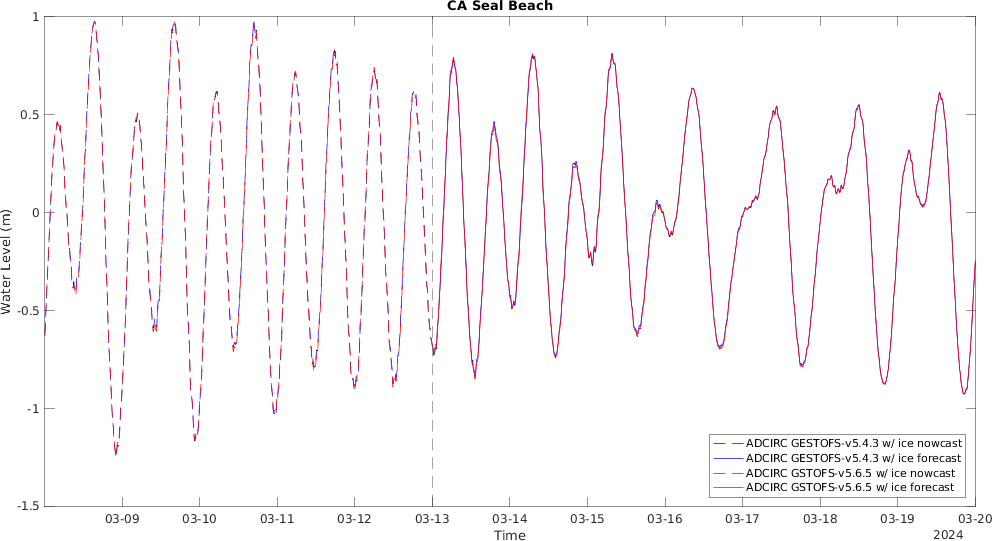 CA Seal Beach
1
0.5
0
-0.5
-1
-1.5
Water Level (m)
03-09 03-10 03-11 03-12 03-13 03-14 03-15 03-16 03-17 03-18 03-19 03-20
Time
2024
ADCIRC GESTOFS-v5.4.3 w/ ice nowcast
ADCIRC GESTOFS-v5.4.3 w/ ice forecast
ADCIRC GSTOFS-v5.6.5 w/ ice nowcast
ADCIRC GSTOFS-v5.6.5 w/ ice forecast